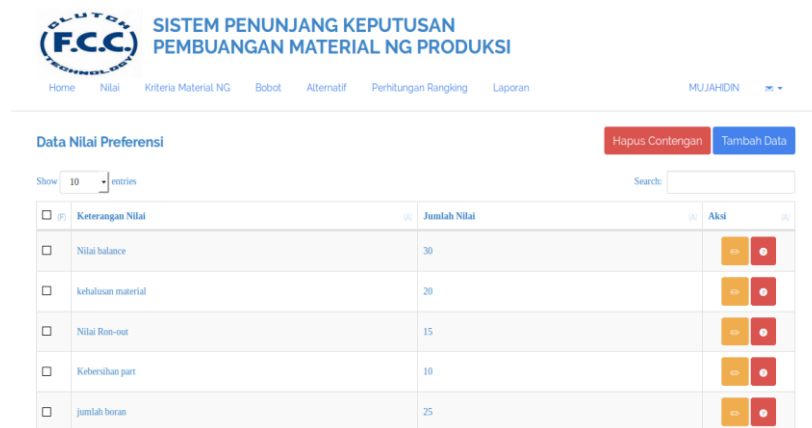 CLUTCH
F.C.C.
TECHNOLOGY
SISTEM PENUNJANG KEPUTUSAN
PEMBUANGAN MATERIAL NG PRODUKSI
Home Nilai Kriteria Material NG Bobot Alternatif Perhitungan Rangking Laporan MUJAHIDIN
Data Nilai Preferensi Hapus Contengan Tambah Data
Show 10 entries Search:
Keterangan Nilai Jumlah Nilai Aksi
Nilai balance 30
kehalusan material 20
Nilai Ron-out 15
Kebersihan part 10
jumlah boran 25